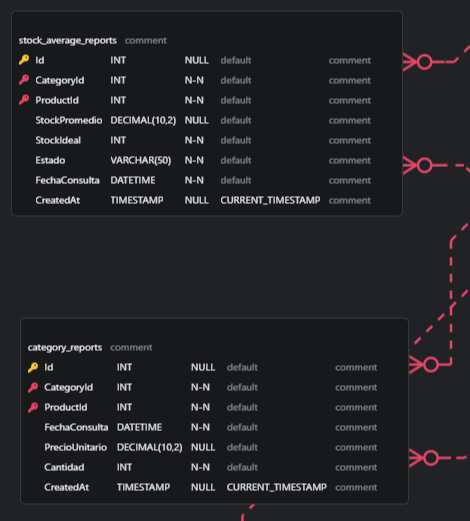 stock_average_reports comment
Id INT NULL default comment
CategoryId INT N-N default comment
ProductId INT N-N default comment
StockPromedio DECIMAL(10,2) NULL default comment
StockIdeal INT N-N default comment
Estado VARCHAR(50) N-N default comment
FechaConsulta DATETIME N-N default comment
CreatedAt TIMESTAMP NULL CURRENT_TIMESTAMP comment
category_reports comment
Id INT NULL default comment
CategoryId INT N-N default comment
ProductId INT N-N default comment
FechaConsulta DATETIME N-N default comment
PrecioUnitario DECIMAL(10,2) NULL default comment
Cantidad INT N-N default comment
CreatedAt TIMESTAMP NULL CURRENT_TIMESTAMP comment